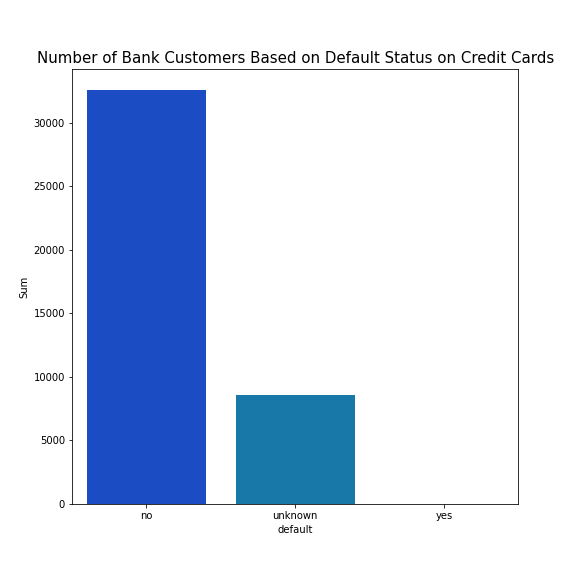 Number of Bank Customers Based on Default Status on Credit Cards
30000
25000
20000
15000
10000
5000
0
Sum
no unknown yes
default